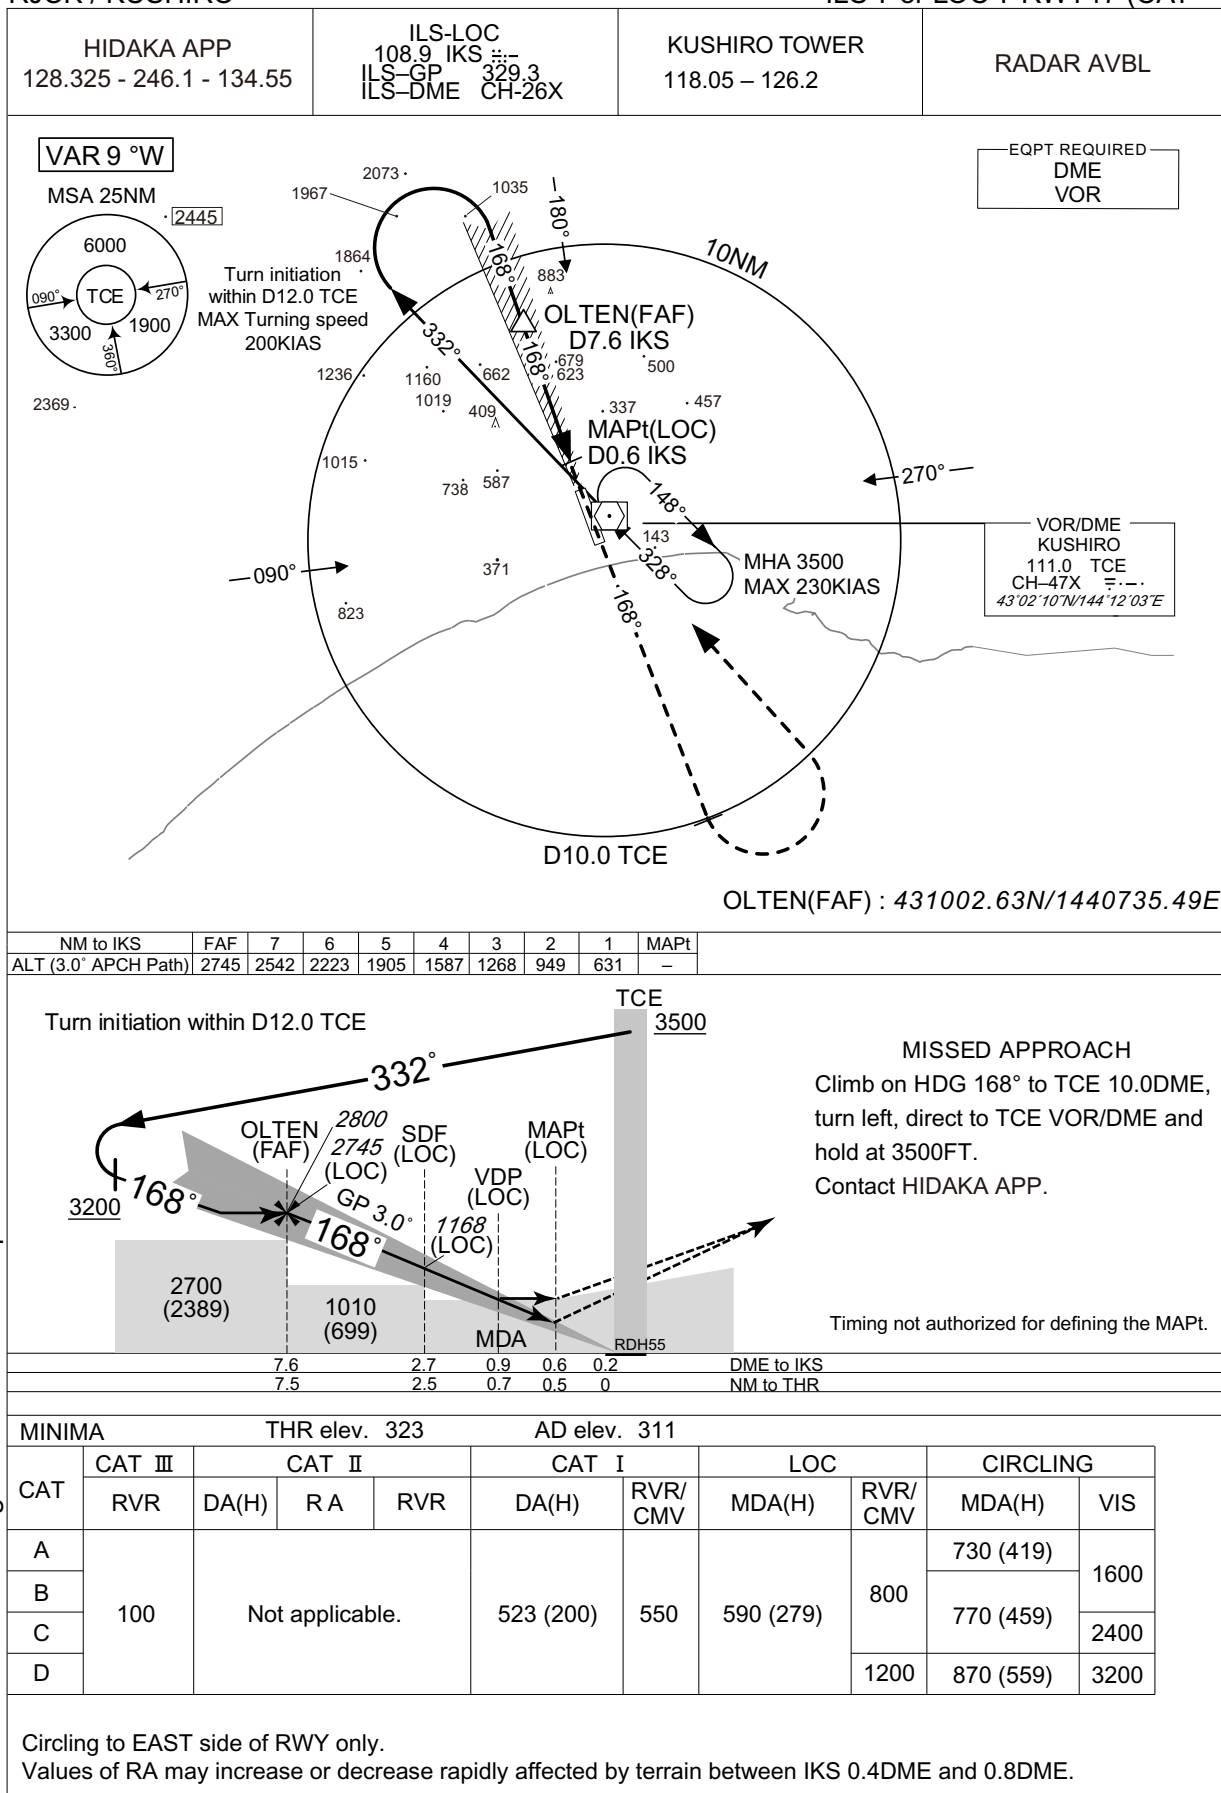 HIDAKA APP
128.325 - 246.1 - 134.55
ILS-LOC
108.9 IKS
ILS–GP 329.3
ILS–DME CH-26X
KUSHIRO TOWER
118.05 – 126.2
RADAR AVBL
VAR 9 °W
MSA 25NM
2445
6000
090°
TCE
270°
3300
1900
360°
2369
EQPT REQUIRED
DME
VOR
2073
1967
1035
180°
1864
168°
883
10NM
Turn initiation
within D12.0 TCE
MAX Turning speed
200KIAS
OLTEN(FAF)
D7.6 IKS
332°
168°
1236
1160
662
679
623
500
1019
409
337
457
MAPt(LOC)
D0.6 IKS
1015
738
587
148°
270°
143
328°
MHA 3500
MAX 230KIAS
VOR/DME
KUSHIRO
111.0 TCE
CH–47X
43°02´10˝N/144°12´03˝E
090°
371
823
168°
D10.0 TCE
OLTEN(FAF) : 431002.63N/1440735.49E
NM to IKS FAF 7 6 5 4 3 2 1 MAPt
ALT (3.0° APCH Path) 2745 2542 2223 1905 1587 1268 949 631 –
Turn initiation within D12.0 TCE
TCE
3500
332°
OLTEN
(FAF)
2800
2745
(LOC)
SDF
(LOC)
MAPt
(LOC)
VDP
(LOC)
3200
168°
GP 3.0°
168°
1168
(LOC)
2700
(2389)
1010
(699)
MDA
RDH55
MISSED APPROACH
Climb on HDG 168° to TCE 10.0DME,
turn left, direct to TCE VOR/DME and
hold at 3500FT.
Contact HIDAKA APP.
Timing not authorized for defining the MAPt.
7.6 2.7 0.9 0.6 0.2 DME to IKS
7.5 2.5 0.7 0.5 0 NM to THR
MINIMA THR elev. 323 AD elev. 311
CAT CAT Ⅲ CAT Ⅱ CAT Ⅰ LOC CIRCLING
RVR DA(H) RA RVR DA(H) RVR/CMV MDA(H) RVR/CMV MDA(H) VIS
A 730 (419)
B 1600
C 100 Not applicable. 523 (200) 550 590 (279) 800 770 (459) 2400
D 1200 870 (559) 3200
Circling to EAST side of RWY only.
Values of RA may increase or decrease rapidly affected by terrain between IKS 0.4DME and 0.8DME.